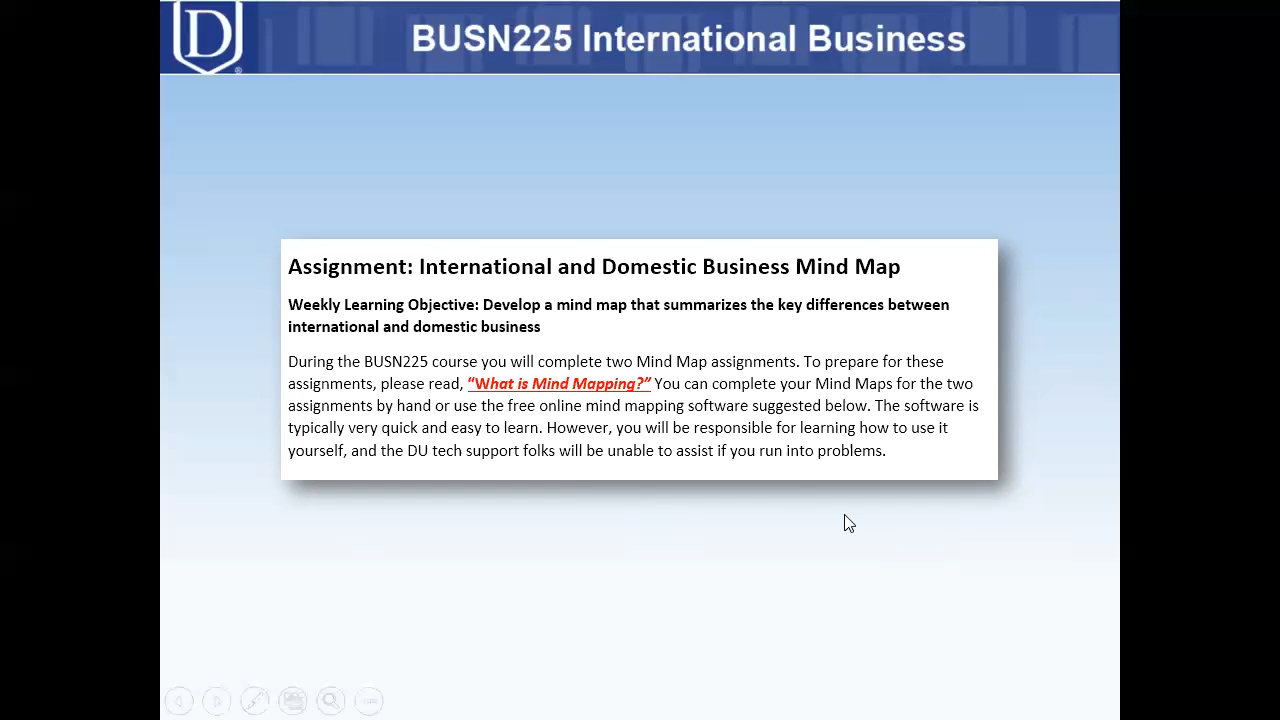 D
BUSN225 International Business
Assignment: International and Domestic Business Mind Map
Weekly Learning Objective: Develop a mind map that summarizes the key differences between
international and domestic business
During the BUSN225 course you will complete two Mind Map assignments. To prepare for these
assignments, please read, “What is Mind Mapping?” You can complete your Mind Maps for the two
assignments by hand or use the free online mind mapping software suggested below. The software is
typically very quick and easy to learn. However, you will be responsible for learning how to use it
yourself, and the DU tech support folks will be unable to assist if you run into problems.